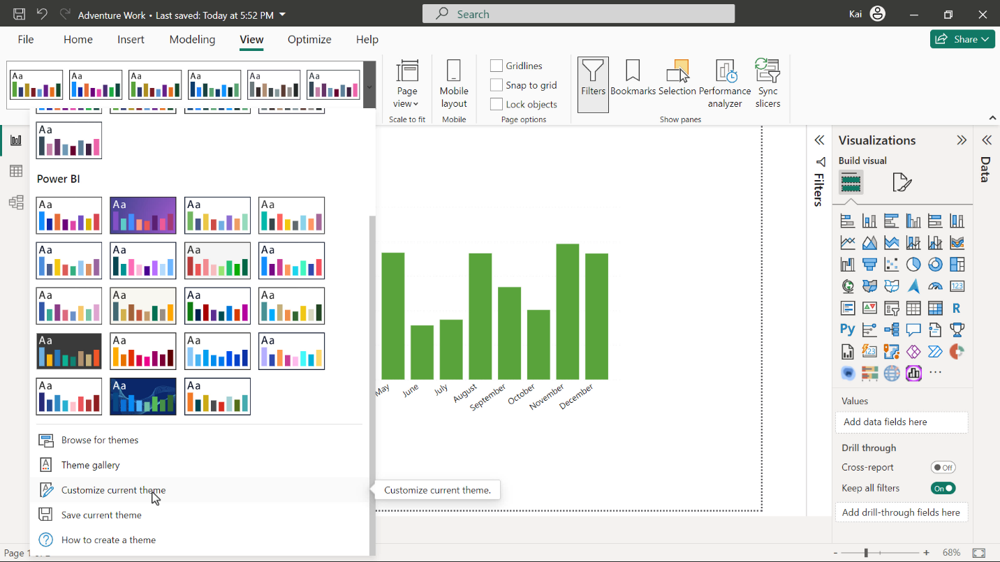 Adventure Work • Last saved: Today at 5:52 PM
Search
Kai
File Home Insert Modeling View Optimize Help
Share
Aa Aa Aa Aa Aa Aa
Page view
Scale to fit
Mobile layout
Mobile
Gridlines
Snap to grid
Lock objects
Page options
Filters
Bookmarks
Selection
Performance analyzer
Sync slicers
Show panes
Aa
Power BI
Aa Aa Aa Aa
Aa Aa Aa Aa
Aa Aa Aa Aa
Aa Aa Aa Aa
Aa Aa Aa
Browse for themes
Theme gallery
Customize current theme
Save current theme
How to create a theme
Customize current theme.
May June July August September October November December
Filters
Visualizations
Build visual
123
R
Py
123
Values
Add data fields here
Drill through
Cross-report
Off
Keep all filters
On
Add drill-through fields here
Data
Page 1
68%